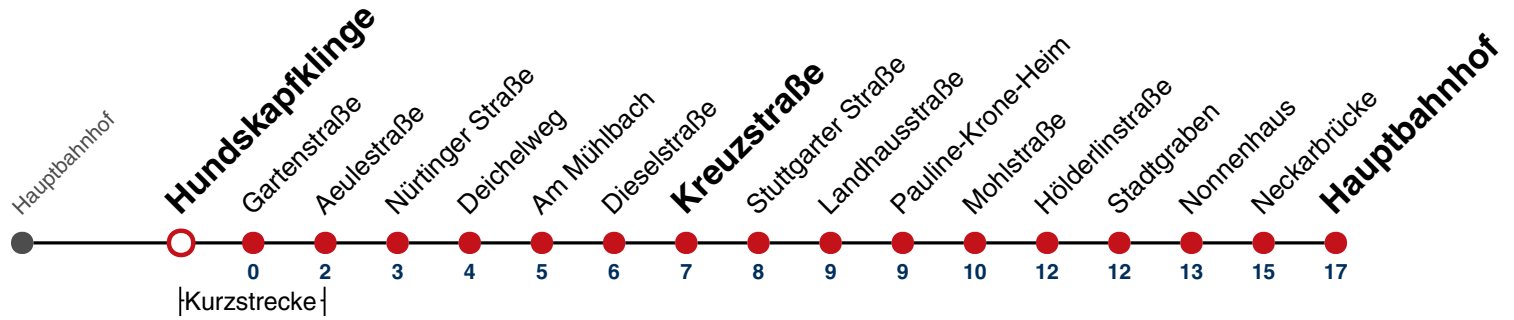 Hauptbahnhof
Hundskapfklinge
Gartenstraße
Aeulestraße
Nürtinger Straße
Deichelweg
Am Mühlbach
Dieselstraße
Kreuzstraße
Stuttgarter Straße
Landhausstraße
Pauline-Krone-Heim
Mohlstraße
Hölderlinstraße
Stadtgraben
Nonnenhaus
Neckarbrücke
Hauptbahnhof
0 2 3 4 5 6 7 8 9 9 10 12 12 13 15 17
Kurzstrecke